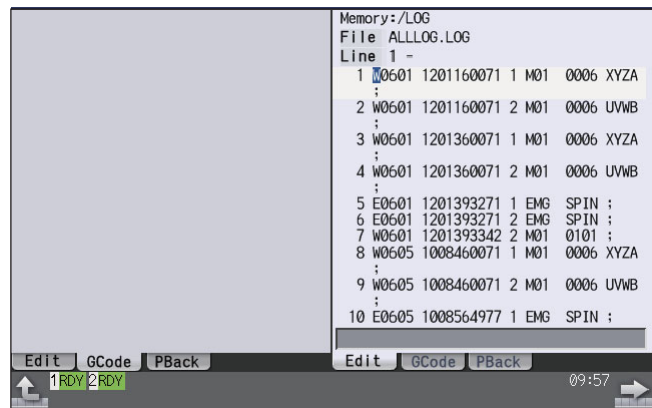 Memory:/LOG
File ALLLOG.LOG
Line 1 -
1 W0601 1201160071 1 M01 0006 XYZA
;
2 W0601 1201160071 2 M01 0006 UVWB
;
3 W0601 1201360071 1 M01 0006 XYZA
;
4 W0601 1201360071 2 M01 0006 UVWB
;
5 E0601 1201393271 1 EMG SPIN ;
6 E0601 1201393271 2 EMG SPIN ;
7 W0601 1201393342 2 M01 0101 ;
8 W0605 1008460071 1 M01 0006 XYZA
;
9 W0605 1008460071 2 M01 0006 UVWB
;
10 E0605 1008564977 1 EMG SPIN ;
Edit GCode PBack
Edit GCode PBack
1 RDY 2 RDY
09:57